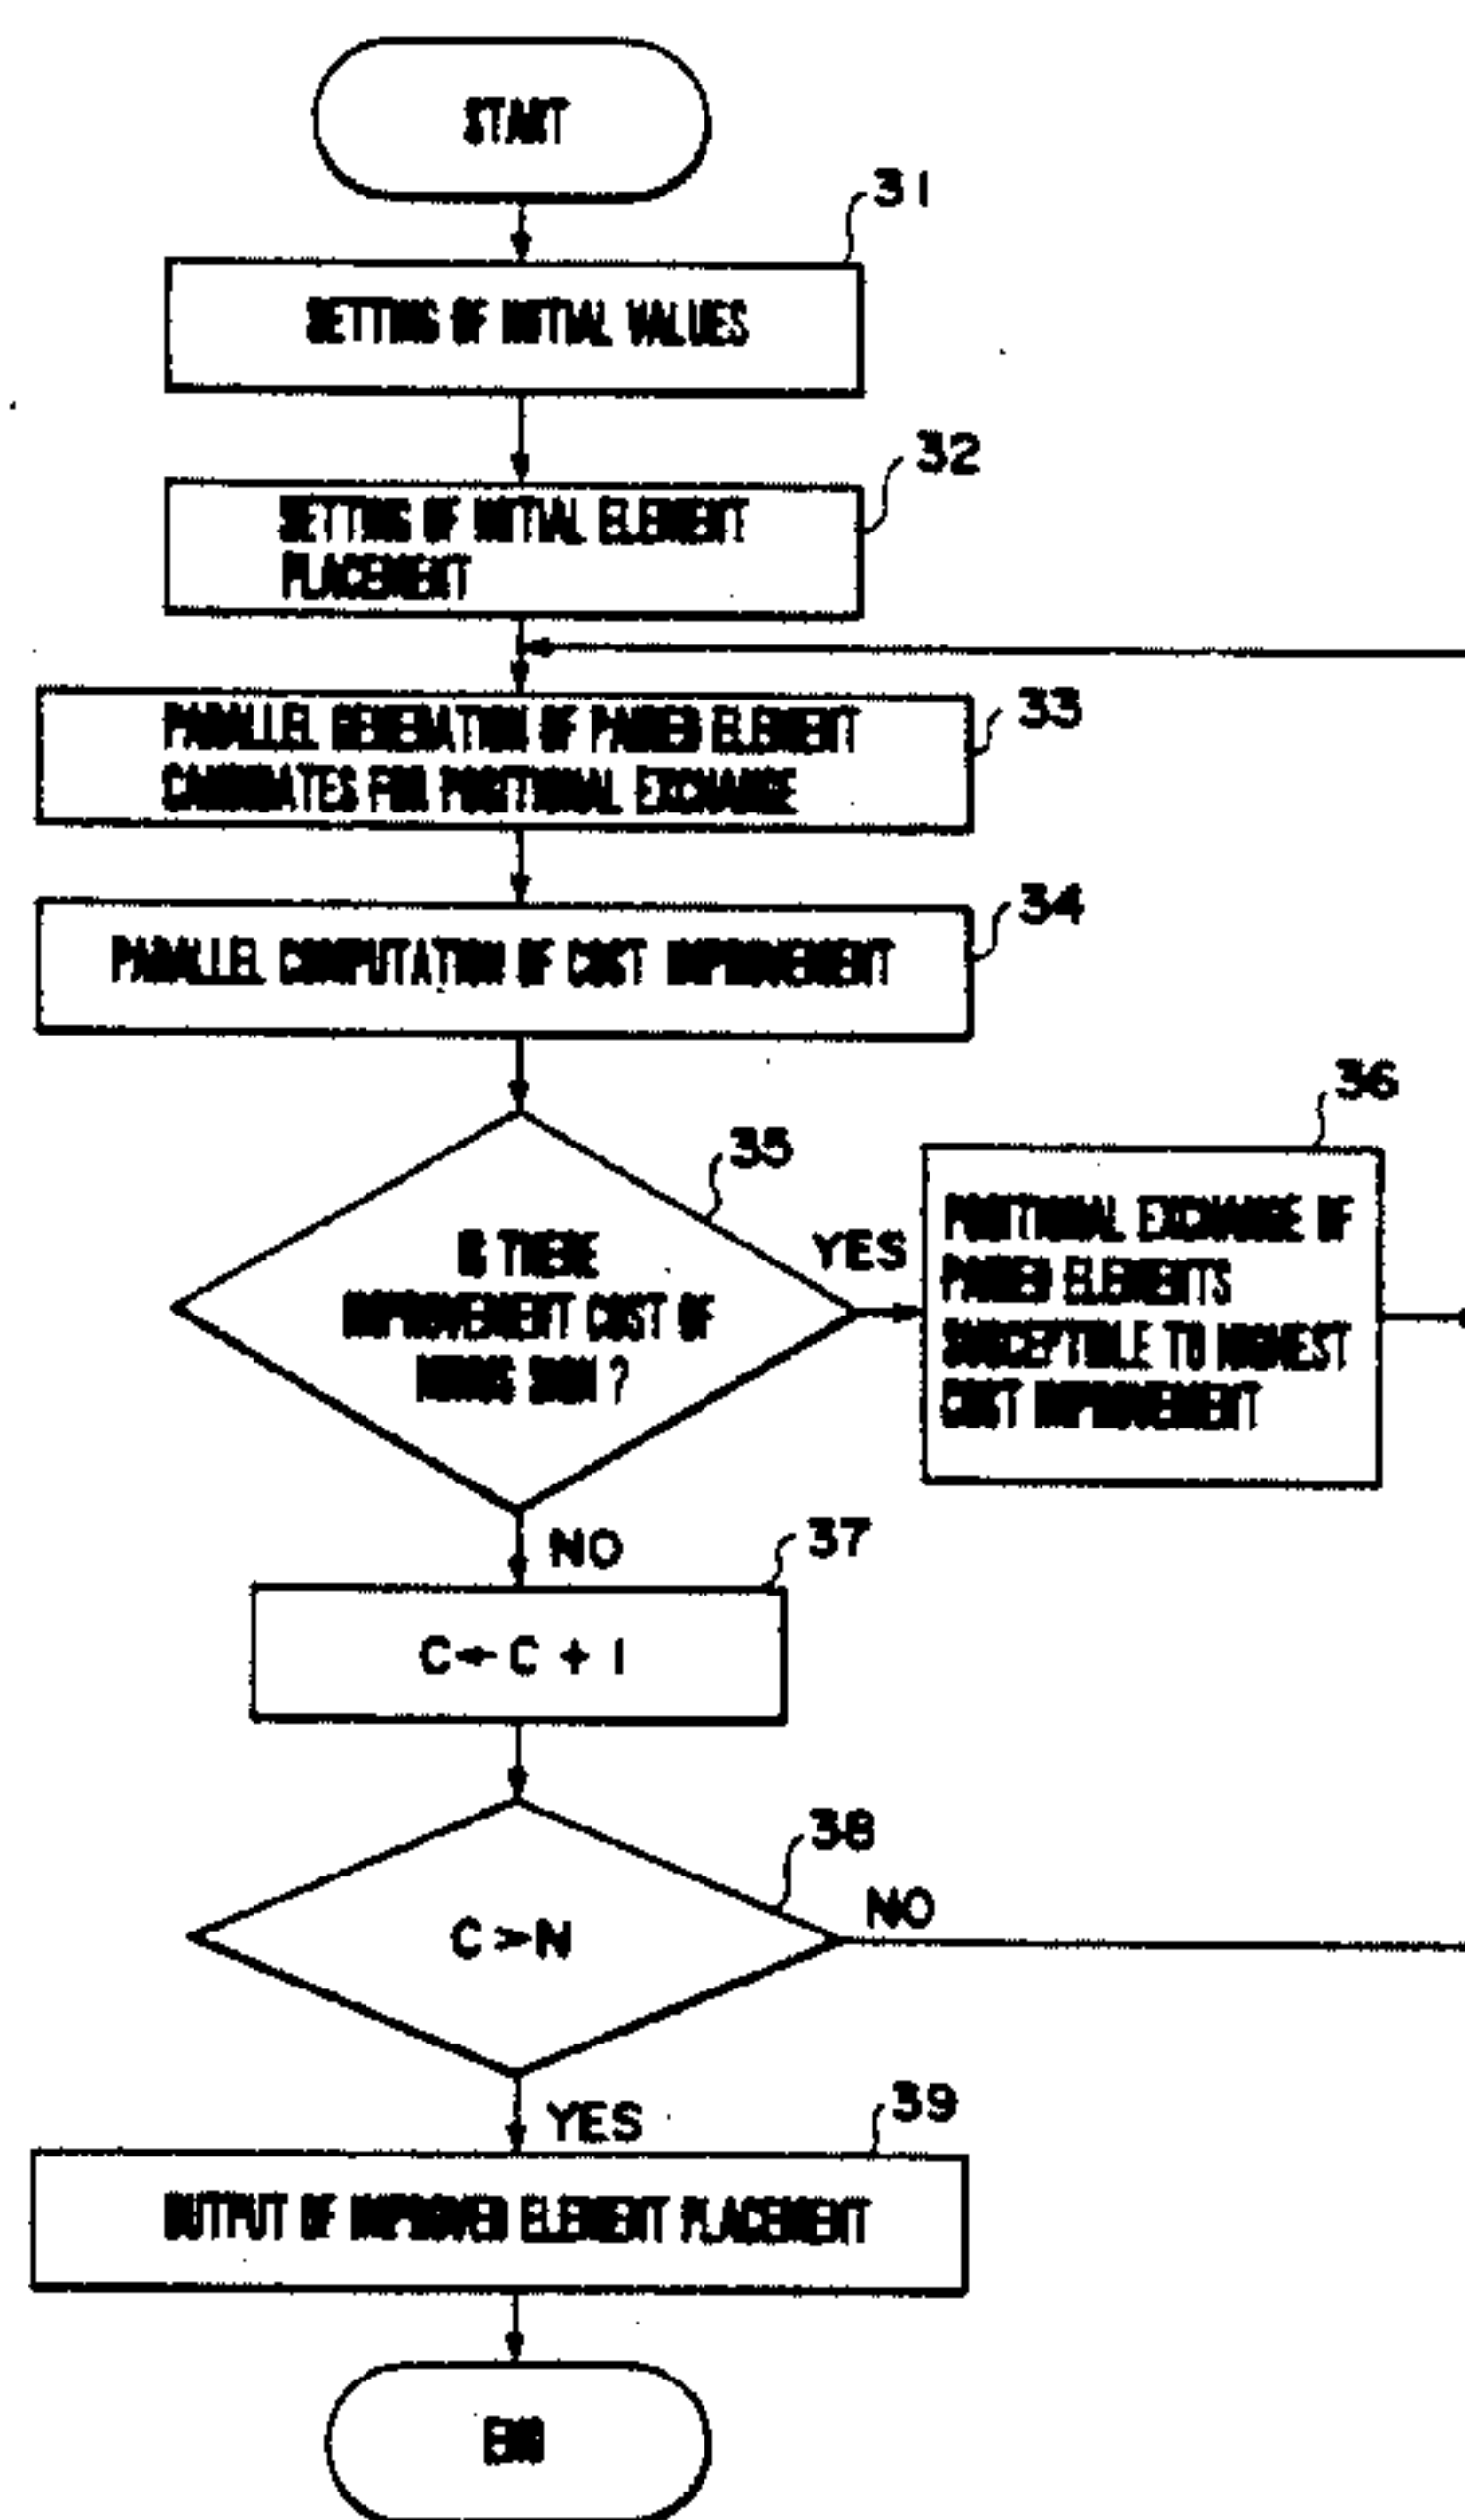 START
31
SETTING OF INITIAL VALUES
32
SETTING OF INITIAL ELEMENT
PLACEMENT
33
PARALLEL GENERATION OF PAIRED ELEMENT
CANDIDATES FOR POSITIONAL EXCHANGE
34
PARALLEL COMPUTATION OF COST IMPROVEMENT
35
IS THERE
IMPROVEMENT COST OF
?
YES
36
POSITIONAL EXCHANGE OF
PAIRED ELEMENTS
SUSCEPTIBLE TO HIGHEST
COST IMPROVEMENT
NO
37
C←C+1
38
C>N
NO
YES
39
OUTPUT OF IMPROVED ELEMENT PLACEMENT
END